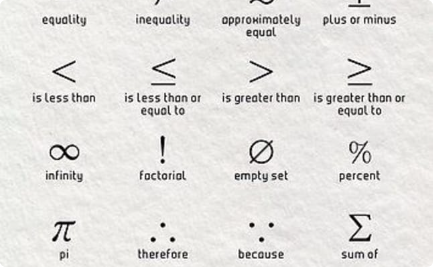 equality inequality approximately equal plus or minus
< ≤ > ≥
is less than is less than or equal to is greater than is greater than or equal to
∞ ! ∅ %
infinity factorial empty set percent
π ∴ ∵ Σ
pi therefore because sum of